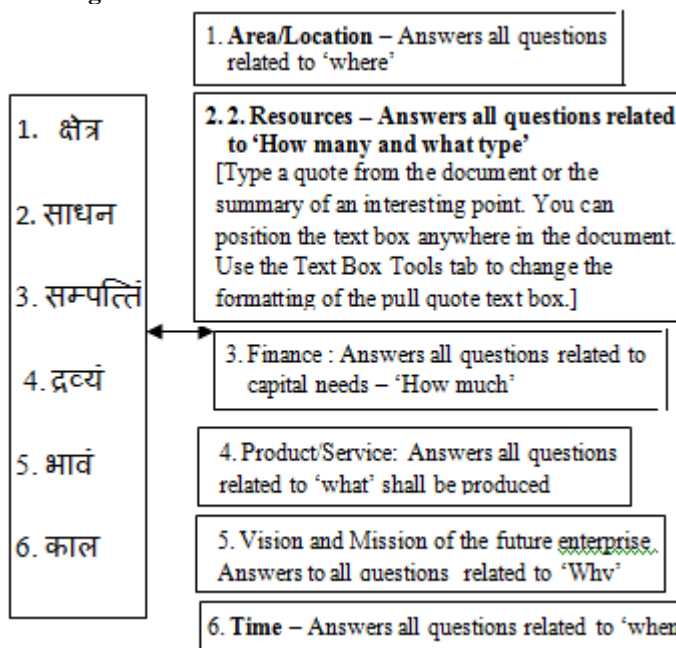 1. क्षेत्र
2. साधन
3. सम्पत्तिं
4. द्रव्यं
5. भावं
6. काल
1. Area/Location – Answers all questions
related to ‘where’
2. 2. Resources – Answers all questions related
to ‘How many and what type’
[Type a quote from the document or the
summary of an interesting point. You can
position the text box anywhere in the document.
Use the Text Box Tools tab to change the
formatting of the pull quote text box.]
3. Finance : Answers all questions related to
capital needs – ‘How much’
4. Product/Service: Answers all questions
related to ‘what’ shall be produced
5. Vision and Mission of the future enterprise
Answers to all questions related to ‘Why’
6. Time – Answers all questions related to ‘when